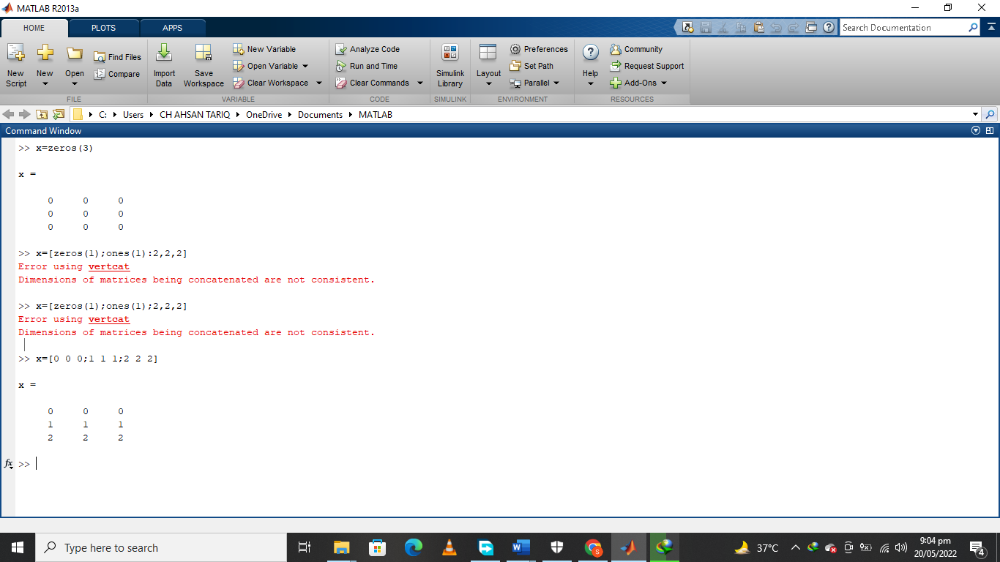 MATLAB R2013a
HOME PLOTS APPS
Search Documentation
New Script
New
Open
Find Files
Compare
Import Data
Save Workspace
New Variable
Open Variable
Clear Workspace
Analyze Code
Run and Time
Clear Commands
Simulink Library
Layout
Preferences
Set Path
Parallel
Help
Community
Request Support
Add-Ons
FILE VARIABLE CODE SIMULINK ENVIRONMENT RESOURCES
C: Users CH AHSAN TARIQ OneDrive Documents MATLAB
Command Window
>> x=zeros(3)
x =
0 0 0
0 0 0
0 0 0
>> x=[zeros(1);ones(1):2,2,2]
Error using vertcat
Dimensions of matrices being concatenated are not consistent.
>> x=[zeros(1);ones(1);2,2,2]
Error using vertcat
Dimensions of matrices being concatenated are not consistent.
>> x=[0 0 0;1 1 1;2 2 2]
x =
0 0 0
1 1 1
2 2 2
fx >>
Type here to search
W
S
37°C
9:04 pm
20/05/2022
4